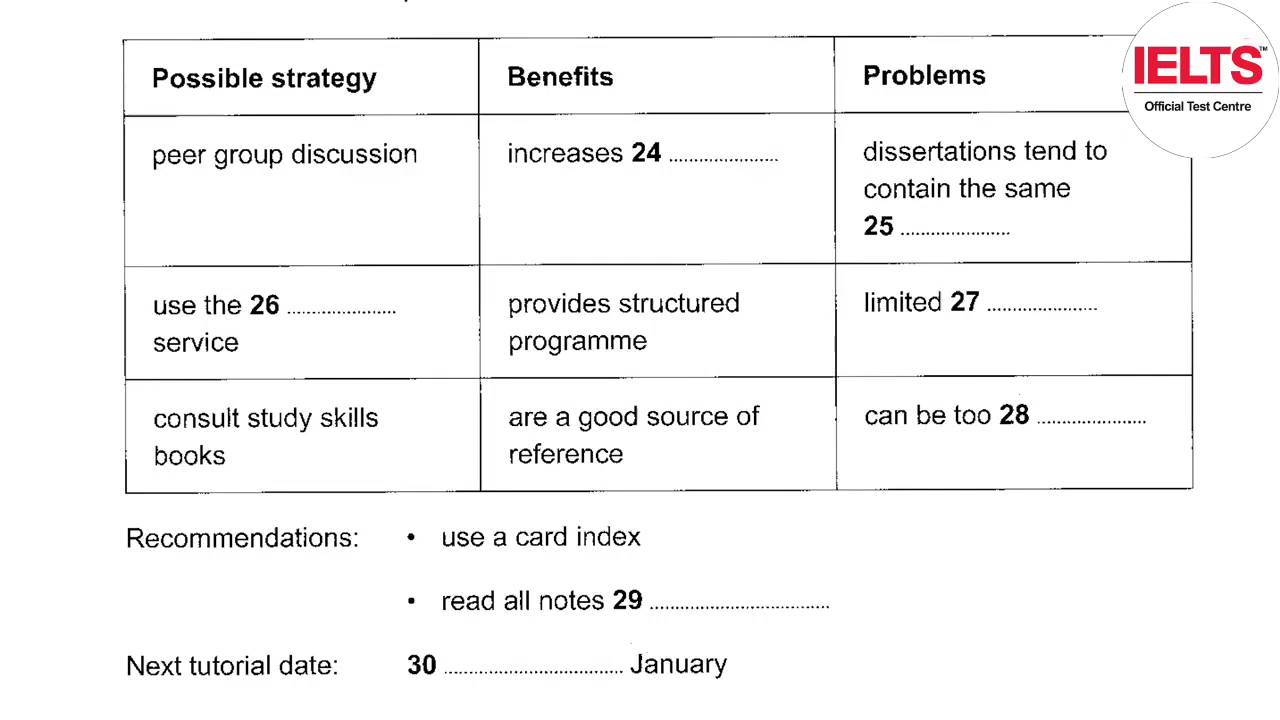 Possible strategy
Benefits
Problems
IELTS™
Official Test Centre
peer group discussion
increases 24 ......................
dissertations tend to
contain the same
25 ......................
use the 26 ......................
service
provides structured
programme
limited 27 ......................
consult study skills
books
are a good source of
reference
can be too 28 ......................
Recommendations:
• use a card index
• read all notes 29 ....................................
Next tutorial date:
30 .................................... January